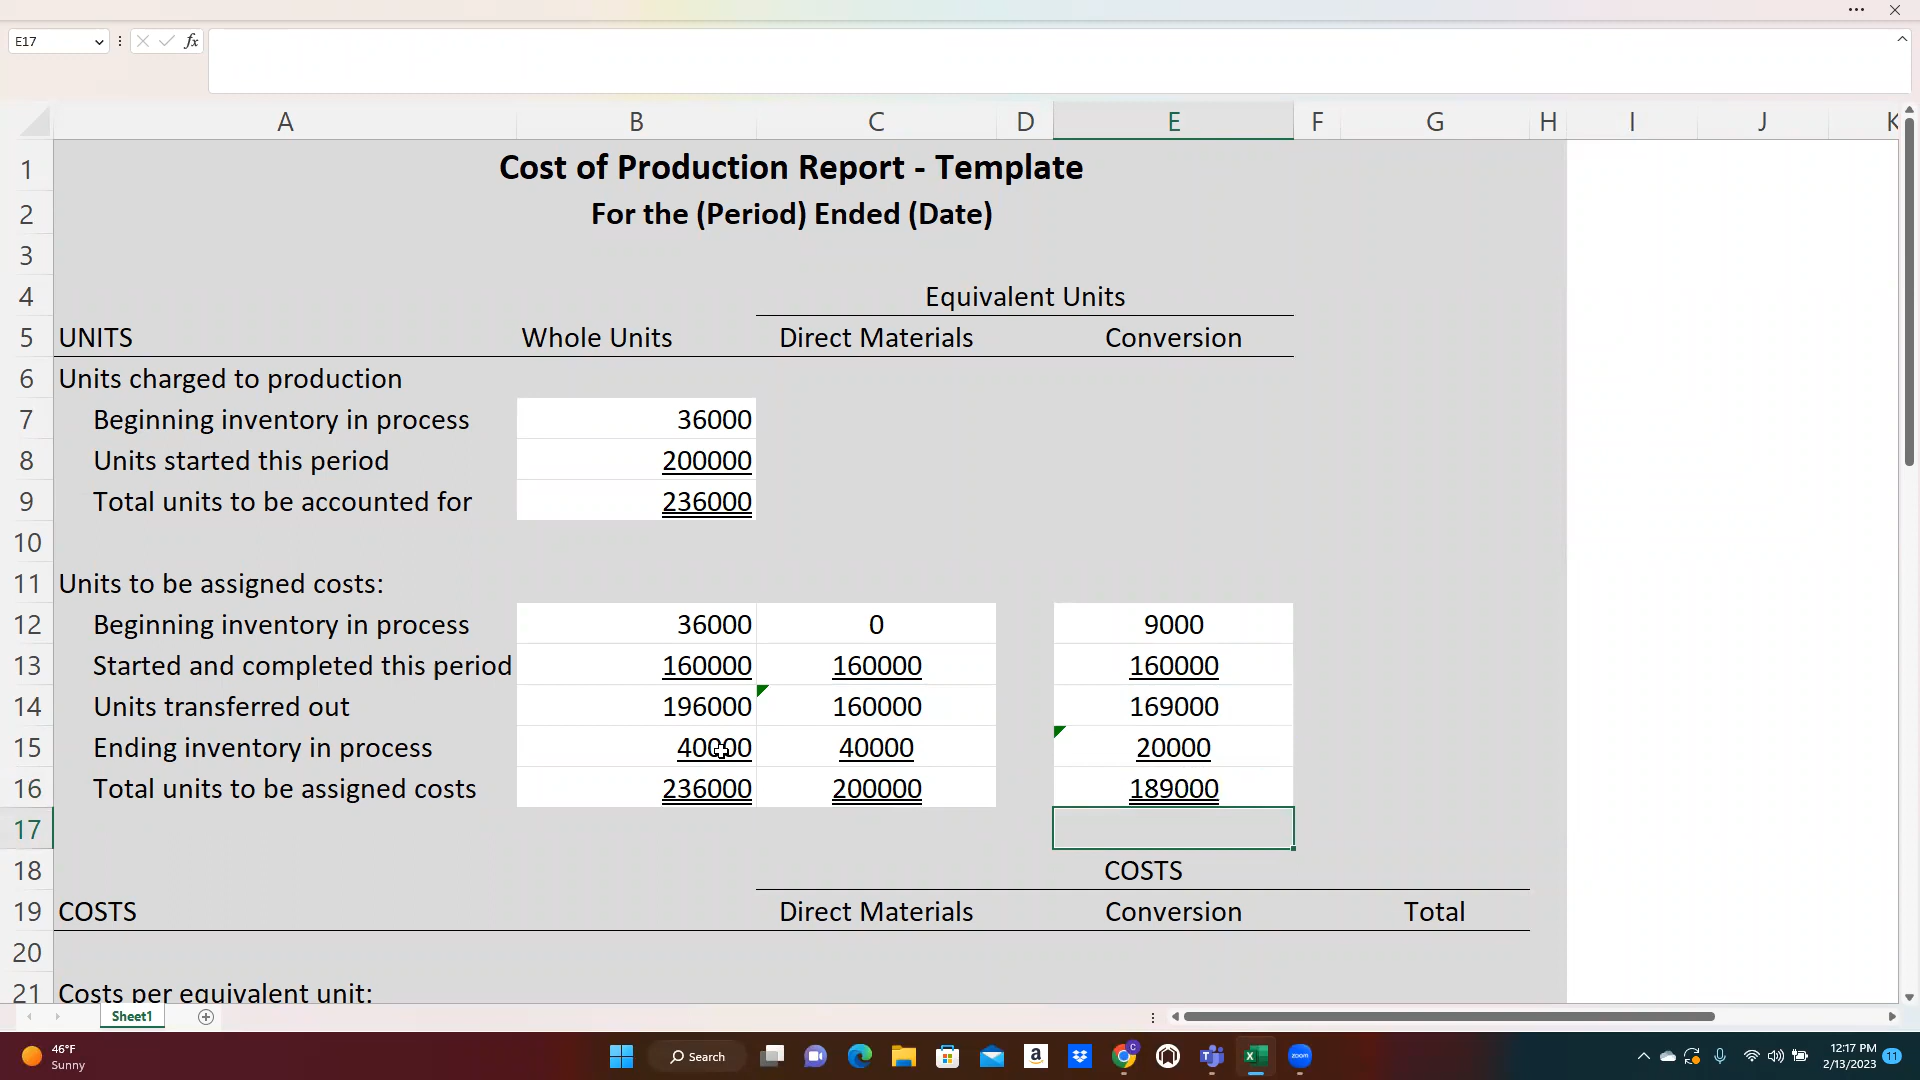 E17
fx
A B C D E F G H I J K
1 Cost of Production Report - Template
2 For the (Period) Ended (Date)
3
4 Equivalent Units
5 UNITS Whole Units Direct Materials Conversion
6 Units charged to production
7 Beginning inventory in process 36000
8 Units started this period 200000
9 Total units to be accounted for 236000
10
11 Units to be assigned costs:
12 Beginning inventory in process 36000 0 9000
13 Started and completed this period 160000 160000 160000
14 Units transferred out 196000 160000 169000
15 Ending inventory in process 40000 40000 20000
16 Total units to be assigned costs 236000 200000 189000
17
18 COSTS
19 COSTS Direct Materials Conversion Total
20
21 Costs per equivalent unit:
Sheet1
46°F
Sunny
Search
zoom
12:17 PM
2/13/2023
11